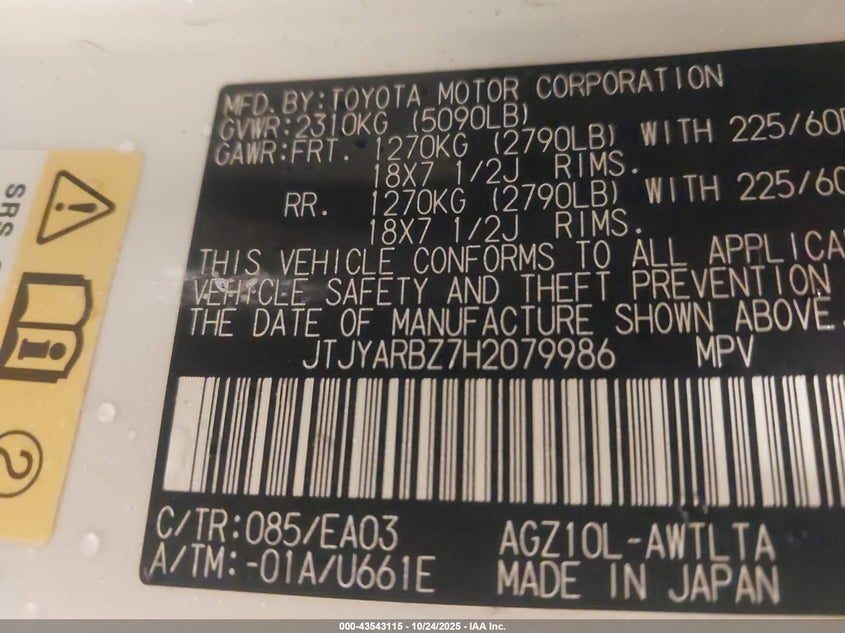 MFD.BY:TOYOTA MOTOR CORPORATION
GVWR:2310KG (5090LB)
GAWR:FRT. 1270KG (2790LB) WITH 225/60R
18X7 1/2J RIMS.
RR. 1270KG (2790LB) WITH 225/60
18X7 1/2J RIMS.
THIS VEHICLE CONFORMS TO ALL APPLICA
VEHICLE SAFETY AND THEFT PREVENTION
THE DATE OF MANUFACTURE SHOWN ABOVE.
JTJYARBZ7H2079986 MPV
C/TR:085/EA03 AGZ10L-AWTLTA
A/TM:-01A/U661E MADE IN JAPAN
SRS
2
000-43543115 - 10/24/2025 - IAA Inc.